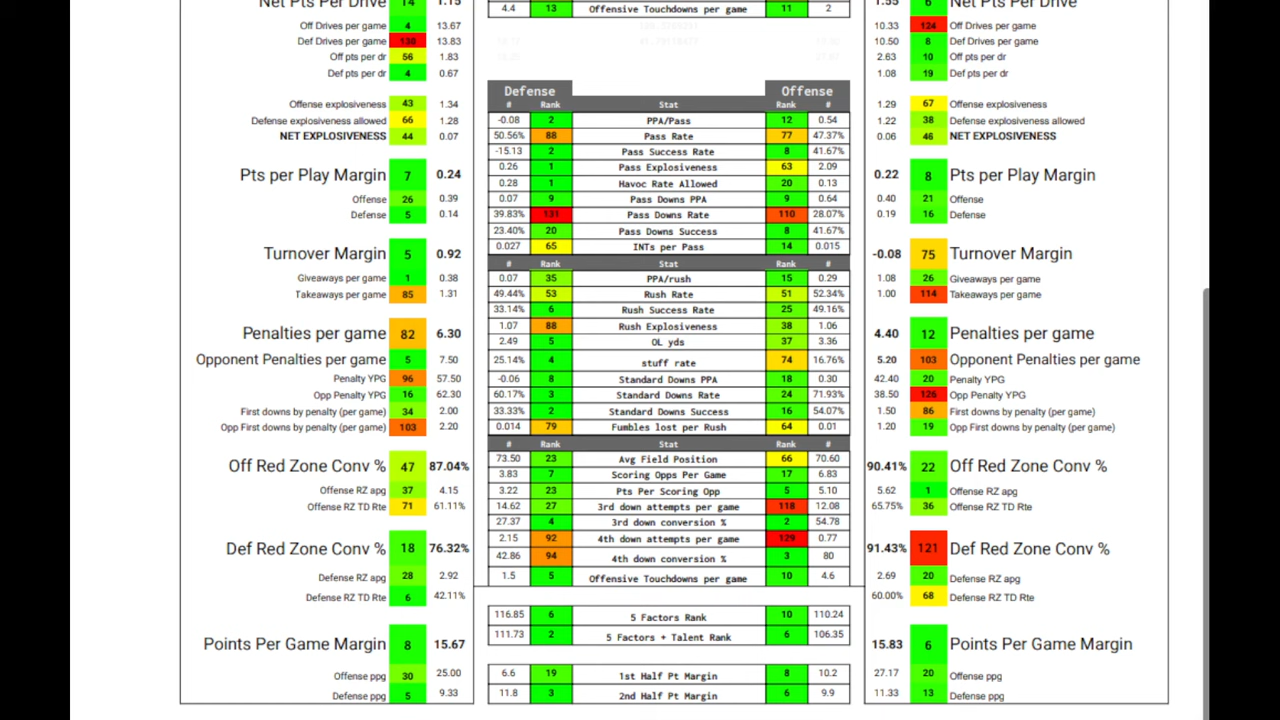 Net Pts Per Drive 14 1.15
4.4 13 Offensive Touchdowns per game 11 2
1.55 6 Net Pts Per Drive
Off Drives per game 4 13.67
10.33 124 Off Drives per game
Def Drives per game 130 13.83
10.50 8 Def Drives per game
Off pts per dr 56 1.83
2.63 10 Off pts per dr
Def pts per dr 4 0.67
1.08 19 Def pts per dr
Defense Offense
# Rank Stat Rank #
Offense explosiveness 43 1.34
1.29 67 Offense explosiveness
-0.08 2 PPA/Pass 12 0.54
Defense explosiveness allowed 66 1.28
1.22 38 Defense explosiveness allowed
50.56% 88 Pass Rate 77 47.37%
NET EXPLOSIVENESS 44 0.07
0.06 46 NET EXPLOSIVENESS
-15.13 2 Pass Success Rate 8 41.67%
0.26 1 Pass Explosiveness 63 2.09
Pts per Play Margin 7 0.24
0.22 8 Pts per Play Margin
0.28 1 Havoc Rate Allowed 20 0.13
Offense 26 0.39
0.07 9 Pass Downs PPA 9 0.64
0.40 21 Offense
Defense 5 0.14
39.83% 131 Pass Downs Rate 110 28.07%
0.19 16 Defense
23.40% 20 Pass Downs Success 8 41.67%
0.027 65 INTs per Pass 14 0.015
Turnover Margin 5 0.92
-0.08 75 Turnover Margin
# Rank Stat Rank #
Giveaways per game 1 0.38
0.07 35 PPA/rush 15 0.29
1.08 26 Giveaways per game
Takeaways per game 85 1.31
49.44% 53 Rush Rate 51 52.34%
1.00 114 Takeaways per game
33.14% 6 Rush Success Rate 25 49.16%
1.07 88 Rush Explosiveness 38 1.06
Penalties per game 82 6.30
4.40 12 Penalties per game
2.49 5 OL yds 37 3.36
Opponent Penalties per game 5 7.50
25.14% 4 stuff rate 74 16.76%
5.20 103 Opponent Penalties per game
Penalty YPG 96 57.50
-0.06 8 Standard Downs PPA 18 0.30
42.40 20 Penalty YPG
Opp Penalty YPG 16 62.30
60.17% 3 Standard Downs Rate 24 71.93%
38.50 126 Opp Penalty YPG
First downs by penalty (per game) 34 2.00
33.33% 2 Standard Downs Success 16 54.07%
1.50 86 First downs by penalty (per game)
Opp First downs by penalty (per game) 103 2.20
0.014 79 Fumbles lost per Rush 64 0.01
1.20 19 Opp First downs by penalty (per game)
# Rank Stat Rank #
73.50 23 Avg Field Position 66 70.60
Off Red Zone Conv % 47 87.04%
90.41% 22 Off Red Zone Conv %
3.83 7 Scoring Opps Per Game 17 6.83
Offense RZ apg 37 4.15
3.22 23 Pts Per Scoring Opp 5 5.10
5.62 1 Offense RZ apg
Offense RZ TD Rte 71 61.11%
14.62 27 3rd down attempts per game 118 12.08
65.75% 36 Offense RZ TD Rte
27.37 4 3rd down conversion % 2 54.78
2.15 92 4th down attempts per game 129 0.77
Def Red Zone Conv % 18 76.32%
91.43% 121 Def Red Zone Conv %
42.86 94 4th down conversion % 3 80
Defense RZ apg 28 2.92
1.5 5 Offensive Touchdowns per game 10 4.6
2.69 20 Defense RZ apg
Defense RZ TD Rte 6 42.11%
60.00% 68 Defense RZ TD Rte
116.85 6 5 Factors Rank 10 110.24
111.73 2 5 Factors + Talent Rank 6 106.35
Points Per Game Margin 8 15.67
15.83 6 Points Per Game Margin
Offense ppg 30 25.00
6.6 19 1st Half Pt Margin 8 10.2
27.17 20 Offense ppg
Defense ppg 5 9.33
11.8 3 2nd Half Pt Margin 6 9.9
11.33 13 Defense ppg